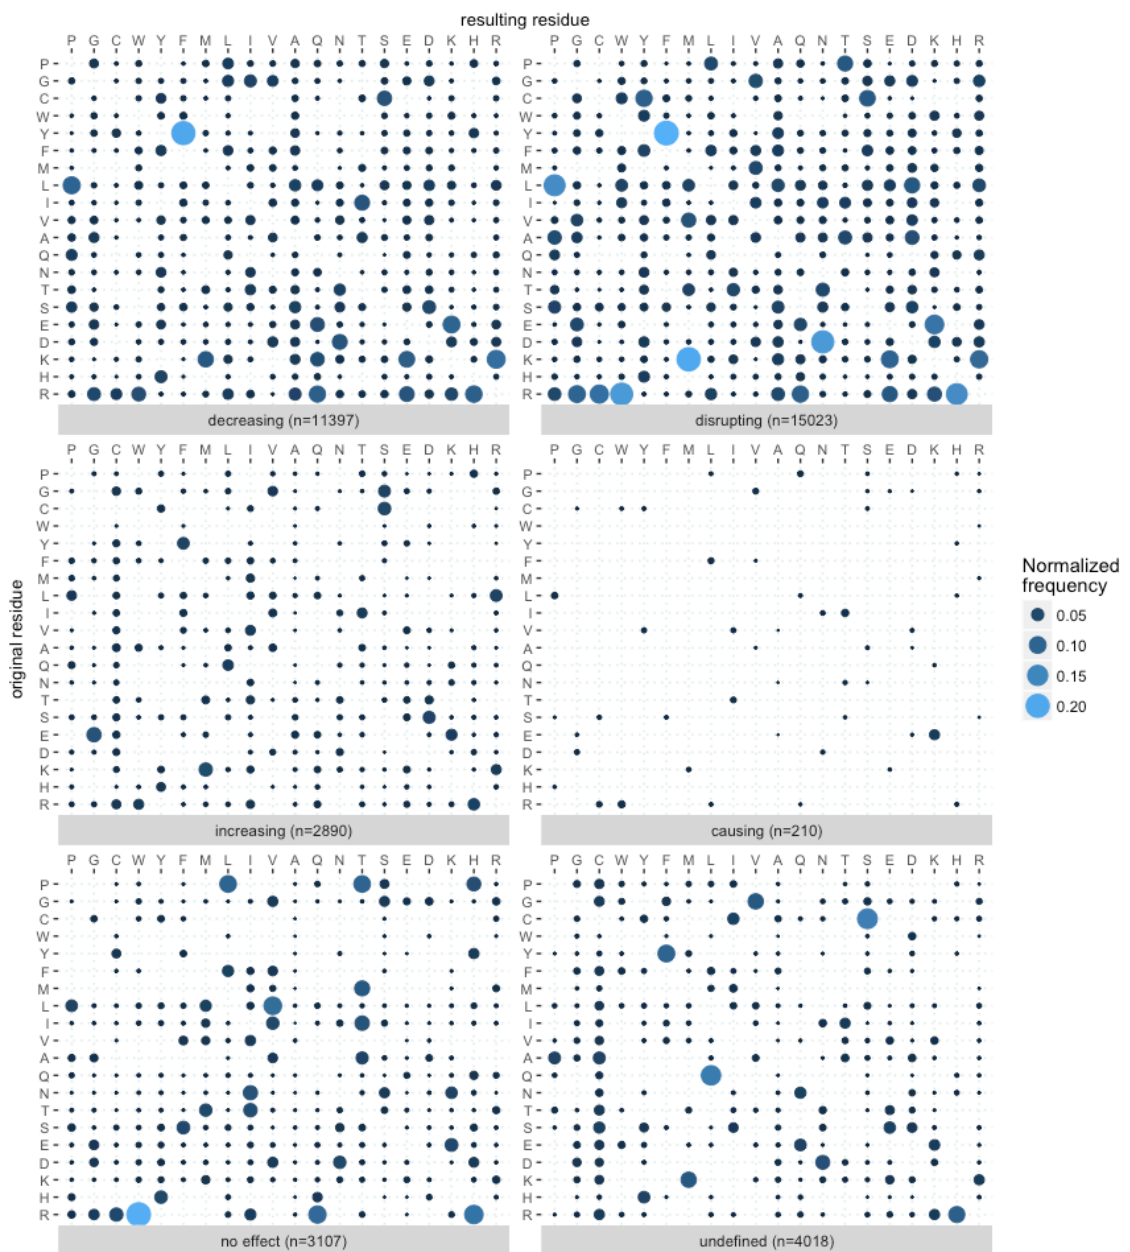 resulting residue
P G C W Y F M L I V A Q N T S E D K H R
P G C W Y F M L I V A Q N T S E D K H R
P
G
C
W
Y
F
M
L
I
V
A
Q
N
T
S
E
D
K
H
R
P
G
C
W
Y
F
M
L
I
V
A
Q
N
T
S
E
D
K
H
R
decreasing (n=11397)
disrupting (n=15023)
P G C W Y F M L I V A Q N T S E D K H R
P G C W Y F M L I V A Q N T S E D K H R
original residue
P
G
C
W
Y
F
M
L
I
V
A
Q
N
T
S
E
D
K
H
R
P
G
C
W
Y
F
M
L
I
V
A
Q
N
T
S
E
D
K
H
R
increasing (n=2890)
causing (n=210)
Normalized
frequency
0.05
0.10
0.15
0.20
P G C W Y F M L I V A Q N T S E D K H R
P G C W Y F M L I V A Q N T S E D K H R
P
G
C
W
Y
F
M
L
I
V
A
Q
N
T
S
E
D
K
H
R
P
G
C
W
Y
F
M
L
I
V
A
Q
N
T
S
E
D
K
H
R
no effect (n=3107)
undefined (n=4018)